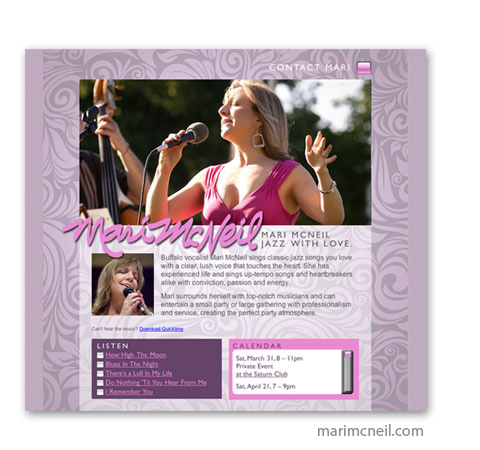 CONTACT MARI
Mari McNeil
MARI MCNEIL
JAZZ WITH LOVE.
Buffalo vocalist Mari McNeil sings classic jazz songs you love
with a clear, lush voice that touches the heart. She has
experienced life and sings up-tempo songs and heartbreakers
alike with conviction, passion and energy.
Mari surrounds herself with top-notch musicians and can
entertain a small party or large gathering with professionalism
and service, creating the perfect party atmosphere.
Can't hear the music? Download Quicktime
LISTEN
How High The Moon
Blues In The Night
There's a Lull In My Life
Do Nothing 'Til You Hear From Me
I Remember You
CALENDAR
Sat, March 31, 8 – 11pm
Private Event
at the Saturn Club
Sat, April 21, 7 – 9pm
marimcneil.com